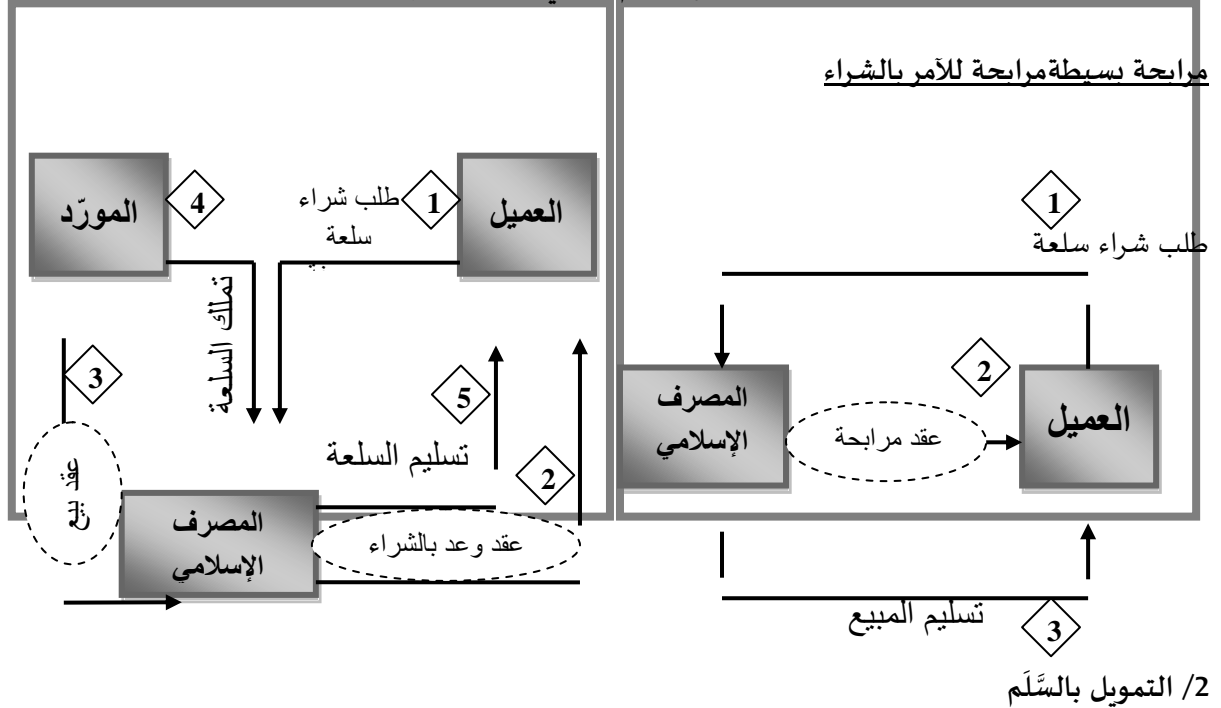 مرابحة بسيطةمرابحة للآمر بالشراء
1
طلب شراء سلعة
2
العميل
عقد مرابحة
المصرف
الإسلامي
تسليم المبيع
3
العميل
1
طلب شراء
سلعة
4
المورّد
تملك السلعة
3
عقد بيع
5
تسليم السلعة
2
عقد وعد بالشراء
المصرف
الإسلامي
2/ التمويل بالسَّلَم